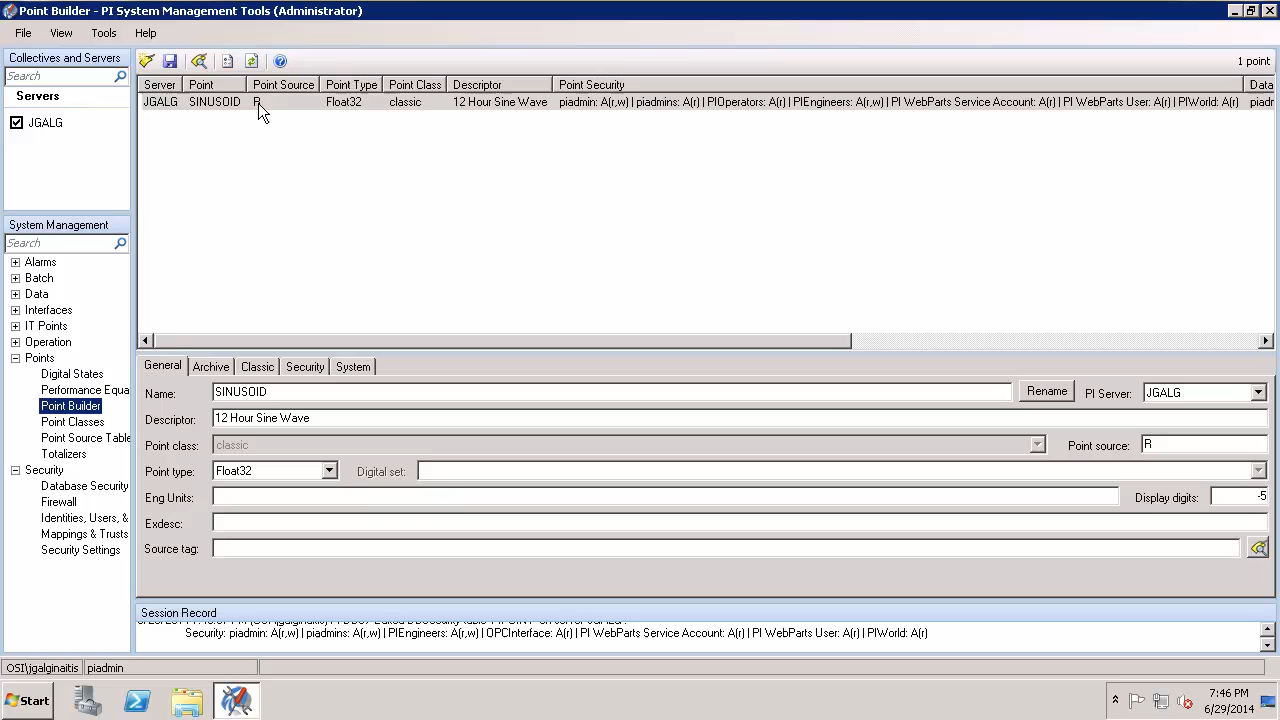 Point Builder - PI System Management Tools (Administrator)
File View Tools Help
Collectives and Servers
Search
Servers
JGALG
System Management
Search
Alarms
Batch
Data
Interfaces
IT Points
Operation
Points
Digital States
Performance Equa
Point Builder
Point Classes
Point Source Table
Totalizers
Security
Database Security
Firewall
Identities, Users, &
Mappings & Trusts
Security Settings
1 point
Server Point Point Source Point Type Point Class Descriptor Point Security Data
JGALG SINUSOID R Float32 classic 12 Hour Sine Wave piadmin: A(r,w) | piadmins: A(r) | PIOperators: A(r) | PIEngineers: A(r,w) | PI WebParts Service Account: A(r) | PI WebParts User: A(r) | PIWorld: A(r) piadm
General Archive Classic Security System
Name: SINUSOID Rename PI Server: JGALG
Descriptor: 12 Hour Sine Wave
Point class: classic Point source: R
Point type: Float32 Digital set:
Eng Units: Display digits: -5
Exdesc:
Source tag:
Session Record
Security: piadmin: A(r,w) | piadmins: A(r,w) | PIEngineers: A(r,w) | OPCInterface: A(r) | PI WebParts Service Account: A(r) | PI WebParts User: A(r) | PIWorld: A(r)
OSI\jgalginaitis piadmin
Start
7:46 PM
6/29/2014